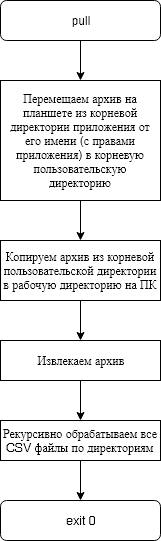 pull
Перемещаем архив на
планшете из корневой
директории приложения от
его имени (с правами
приложения) в корневую
пользовательскую
директорию
Копируем архив из корневой
пользовательской директории
в рабочую директорию на ПК
Извлекаем архив
Рекурсивно обрабатываем все
CSV файлы по директориям
exit 0